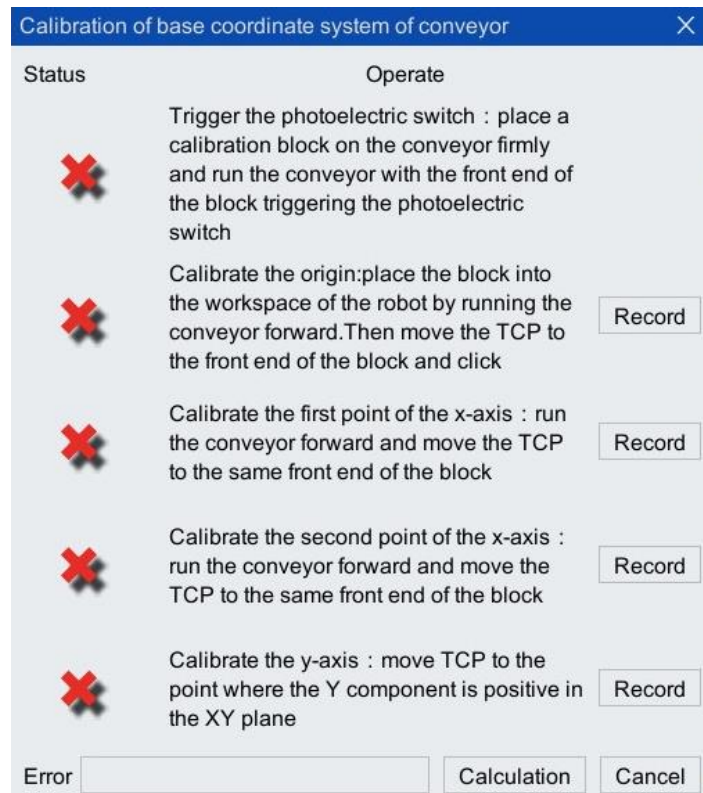 Calibration of base coordinate system of conveyor
Status Operate
Trigger the photoelectric switch : place a
calibration block on the conveyor firmly
and run the conveyor with the front end of
the block triggering the photoelectric
switch
Calibrate the origin:place the block into
the workspace of the robot by running the
conveyor forward.Then move the TCP to
the front end of the block and click
Record
Calibrate the first point of the x-axis : run
the conveyor forward and move the TCP
to the same front end of the block
Record
Calibrate the second point of the x-axis :
run the conveyor forward and move the
TCP to the same front end of the block
Record
Calibrate the y-axis : move TCP to the
point where the Y component is positive in
the XY plane
Record
Error Calculation Cancel